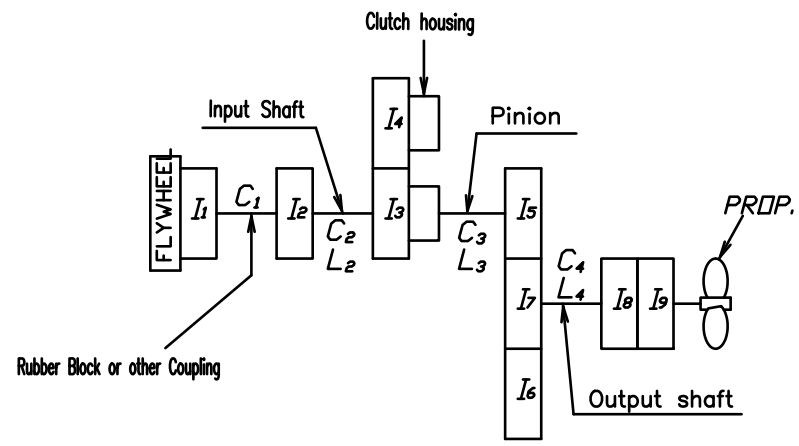 Clutch housing
Input Shaft
Pinion
PROP.
FLYWHEEL
I1
C1
I2
C2
L2
I4
I3
C3
L3
I5
I7
I6
C4
L4
I8
I9
Rubber Block or other Coupling
Output shaft